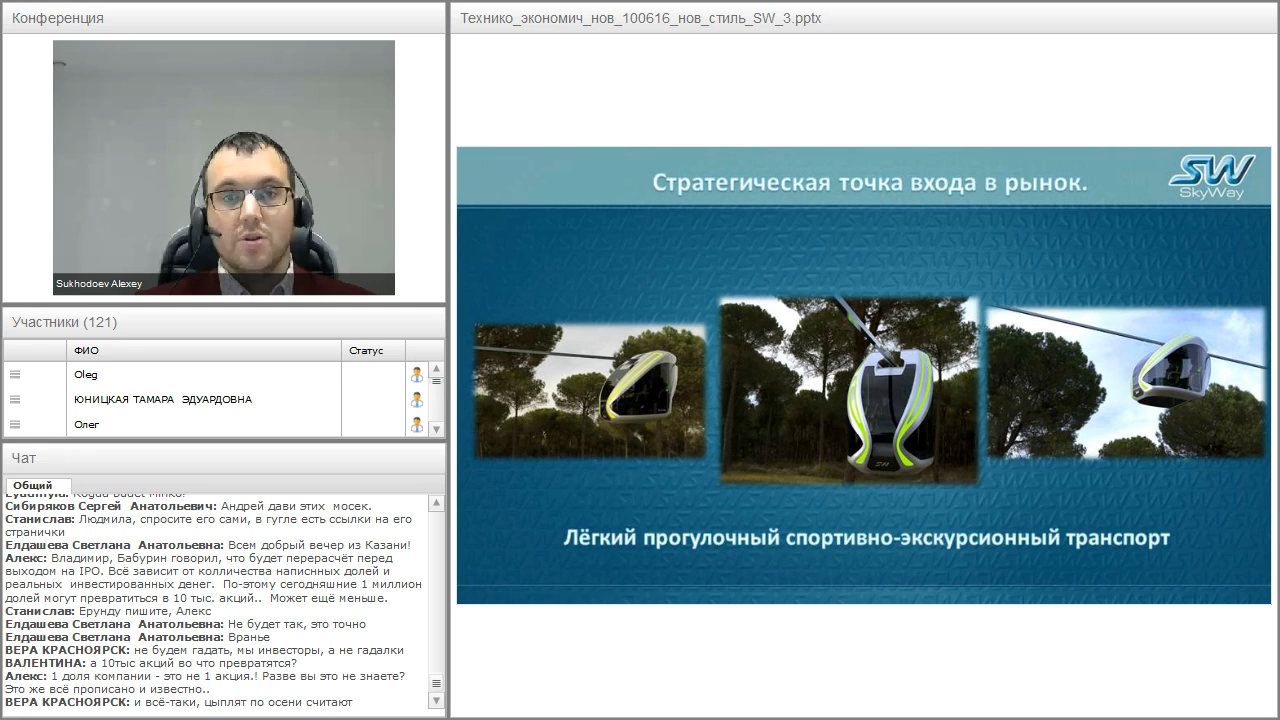 Конференция
Sukhodoev Alexey
Участники (121)
ФИО
Статус
Oleg
ЮНИЦКАЯ ТАМАРА ЭДУАРДОВНА
Олег
Чат
Общий
Сибиряков Сергей Анатольевич: Андрей дави этих мосек.
Станислав: Людмила, спросите его сами, в гугле есть ссылки на его
странички
Елдашева Светлана Анатольевна: Всем добрый вечер из Казани!
Алекс: Владимир, Бабурин говорил, что будет перерасчёт перед
выходом на IPO. Всё зависит от колличества написнных долей и
реальных инвестированных денег. По-этому сегодняшние 1 миллион
долей могут превратиться в 10 тыс. акций.. Может ещё меньше.
Станислав: Ерунду пишите, Алекс
Елдашева Светлана Анатольевна: Не будет так, это точно
Елдашева Светлана Анатольевна: Вранье
ВЕРА КРАСНОЯРСК: не будем гадать, мы инвесторы, а не гадалки
ВАЛЕНТИНА: а 10тыс акций во что превратятся?
Алекс: 1 доля компании - это не 1 акция.! Разве вы это не знаете?
Это же всё прописано и известно..
ВЕРА КРАСНОЯРСК: и всё-таки, цыплят по осени считают
Технико_экономич_нов_100616_нов_стиль_SW_3.pptx
Стратегическая точка входа в рынок.
SW
SkyWay
SW
Лёгкий прогулочный спортивно-экскурсионный транспорт